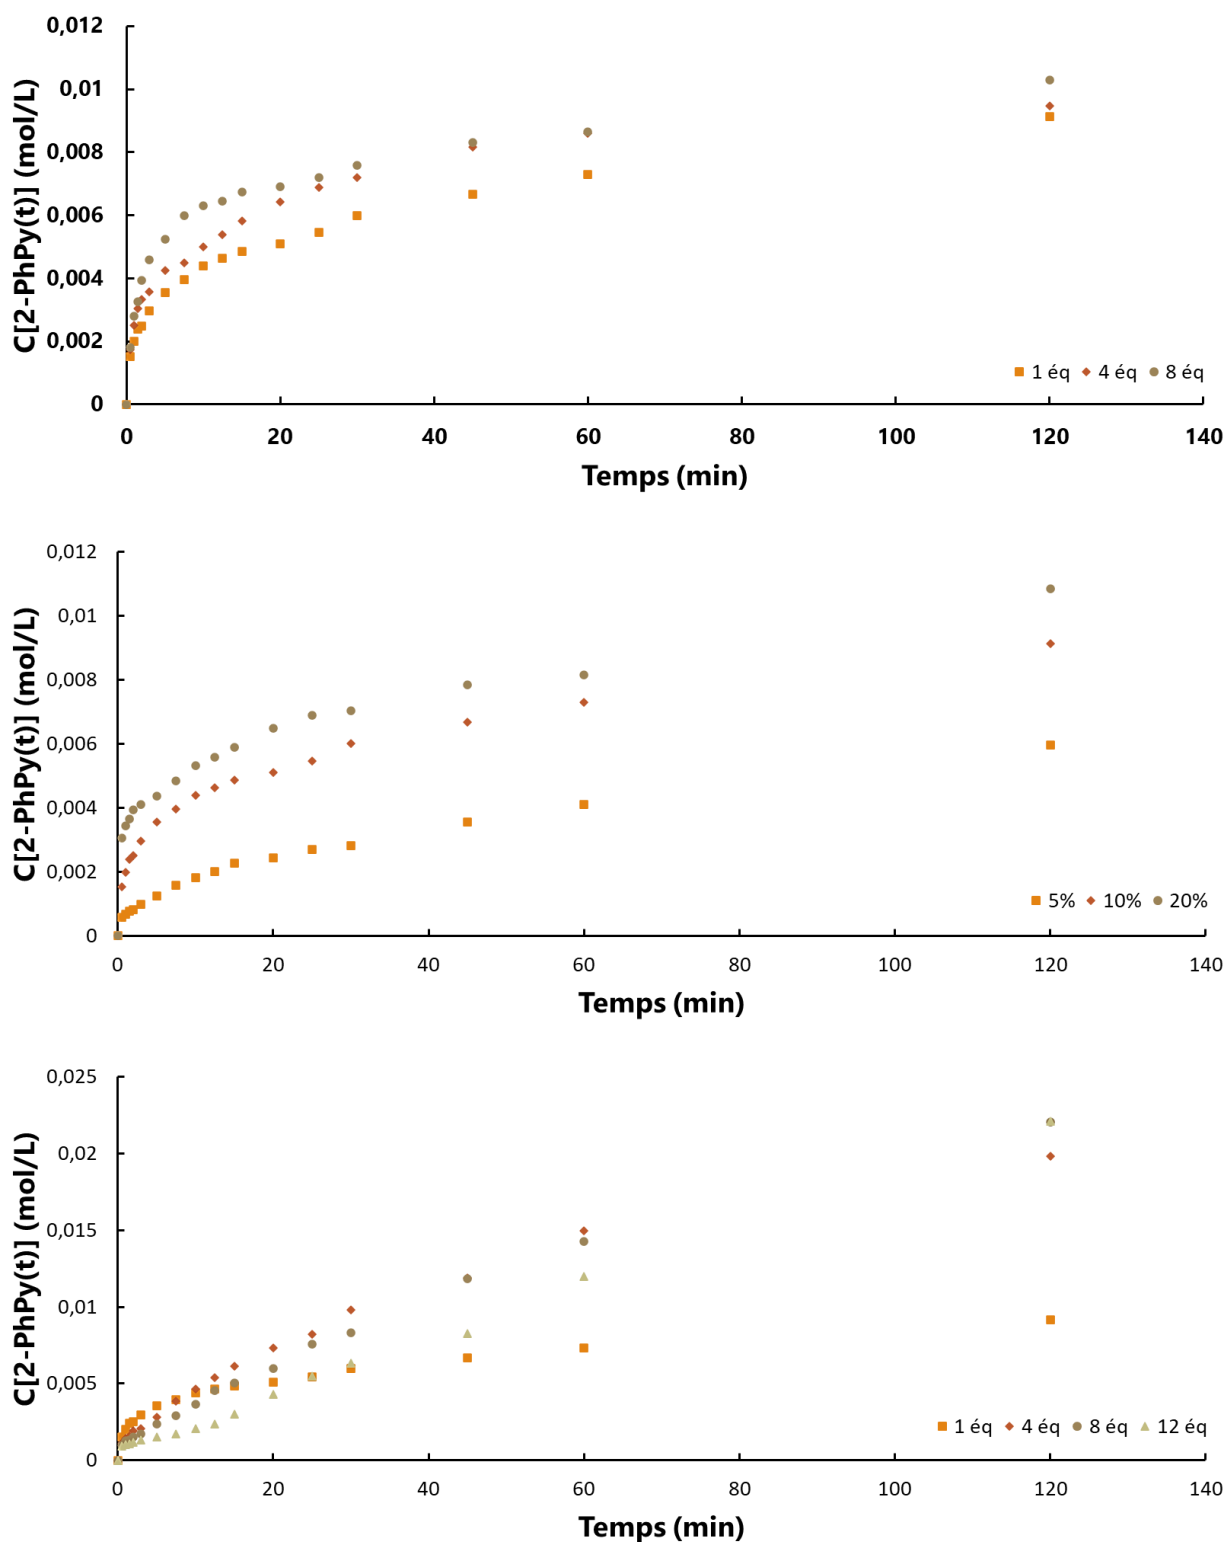 C[2-PhPy(t)] (mol/L)
0,012
0,01
0,008
0,006
0,004
0,002
0
1 éq 4 éq 8 éq
0 20 40 60 80 100 120 140
Temps (min)
C[2-PhPy(t)] (mol/L)
0,012
0,01
0,008
0,006
0,004
0,002
0
5% 10% 20%
0 20 40 60 80 100 120 140
Temps (min)
C[2-PhPy(t)] (mol/L)
0,025
0,02
0,015
0,01
0,005
0
1 éq 4 éq 8 éq 12 éq
0 20 40 60 80 100 120 140
Temps (min)